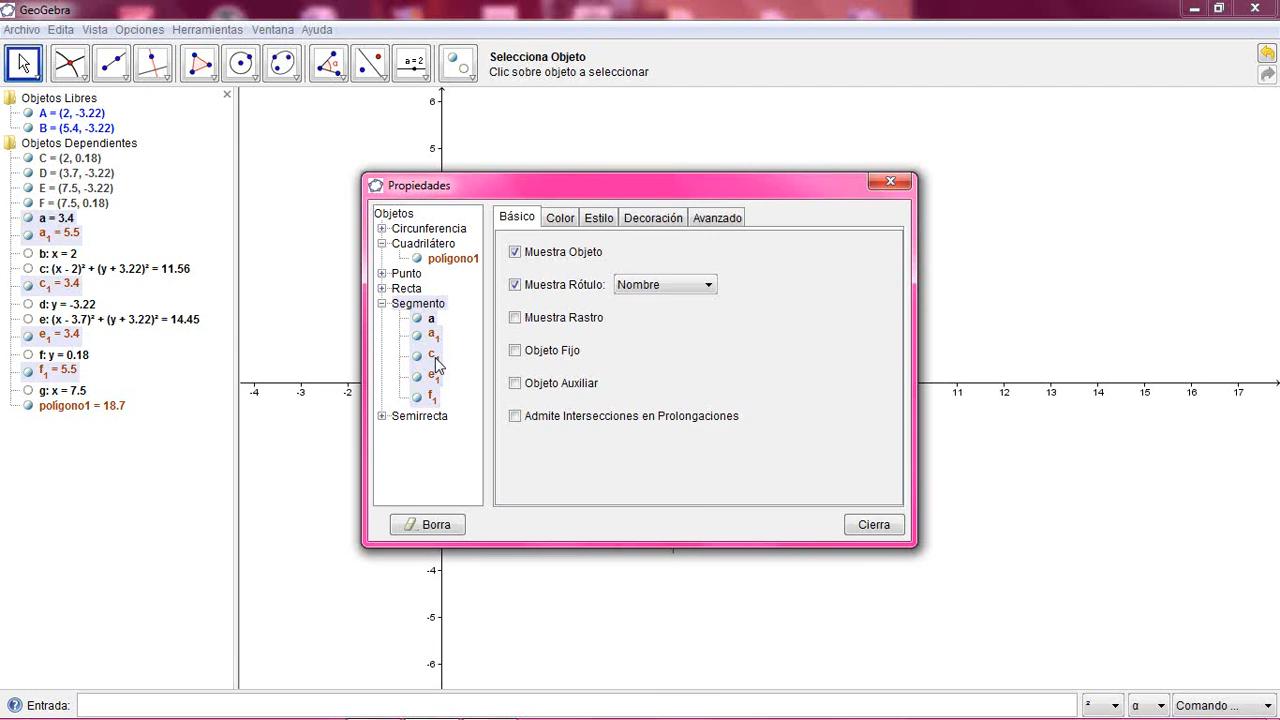 GeoGebra
Archivo Edita Vista Opciones Herramientas Ventana Ayuda
α a = 2
Selecciona Objeto
Clic sobre objeto a seleccionar
Objetos Libres
A = (2, -3.22)
B = (5.4, -3.22)
Objetos Dependientes
C = (2, 0.18)
D = (3.7, -3.22)
E = (7.5, -3.22)
F = (7.5, 0.18)
a = 3.4
a₁ = 5.5
b: x = 2
c: (x - 2)² + (y + 3.22)² = 11.56
c₁ = 3.4
d: y = -3.22
e: (x - 3.7)² + (y + 3.22)² = 14.45
e₁ = 3.4
f: y = 0.18
f₁ = 5.5
g: x = 7.5
polígono1 = 18.7
6
5
-4 -3 -2
11 12 13 14 15 16 17
-4
-5
-6
Propiedades
Objetos
Circunferencia
Cuadrilátero
polígono1
Punto
Recta
Segmento
a
a₁
c₁
e₁
f₁
Semirrecta
Básico Color Estilo Decoración Avanzado
Muestra Objeto
Muestra Rótulo: Nombre
Muestra Rastro
Objeto Fijo
Objeto Auxiliar
Admite Intersecciones en Prolongaciones
Borra Cierra
Entrada: ² α Comando ...